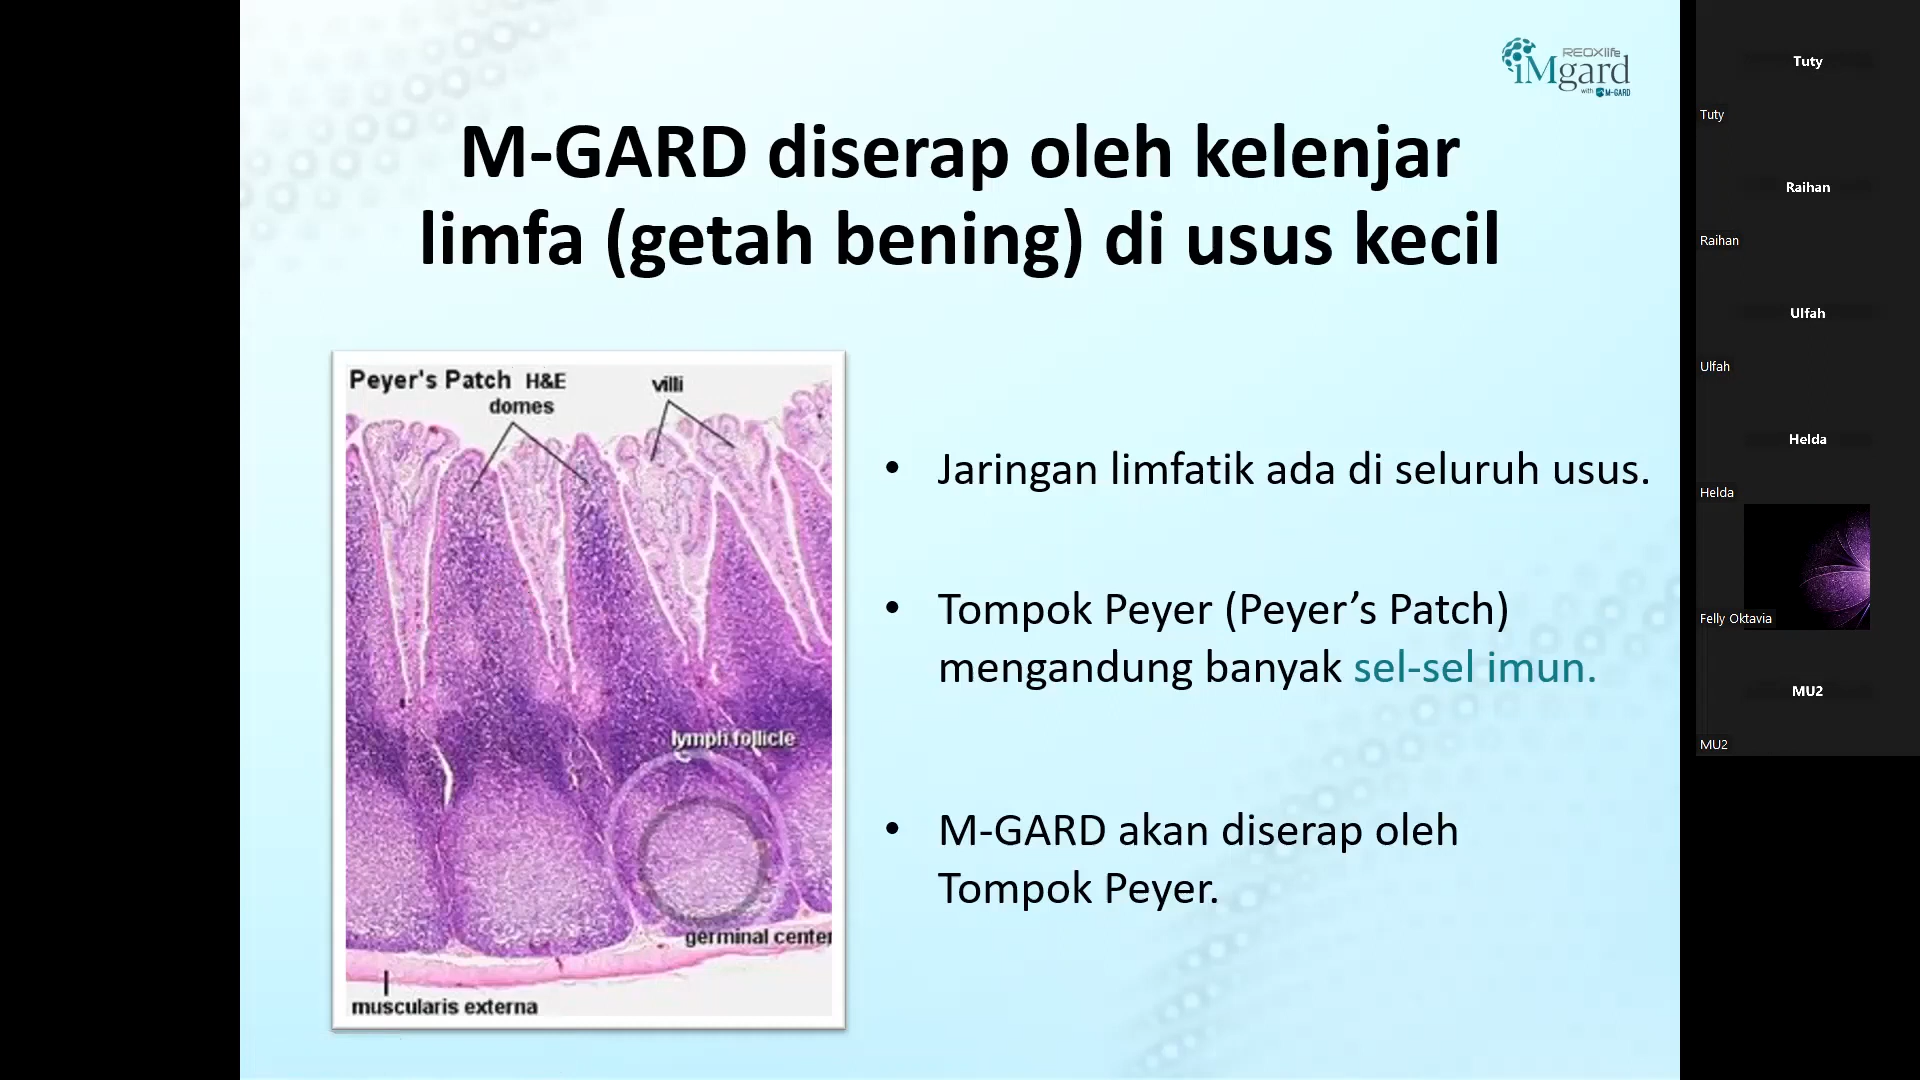 REOXlife
iMgard
with M-GARD
M-GARD diserap oleh kelenjar
limfa (getah bening) di usus kecil
Peyer's Patch H&E
domes
villi
lymph follicle
germinal center
muscularis externa
• Jaringan limfatik ada di seluruh usus.
• Tompok Peyer (Peyer’s Patch)
mengandung banyak sel-sel imun.
• M-GARD akan diserap oleh
Tompok Peyer.
Tuty
Tuty
Raihan
Raihan
Ulfah
Ulfah
Helda
Helda
Felly Oktavia
MU2
MU2